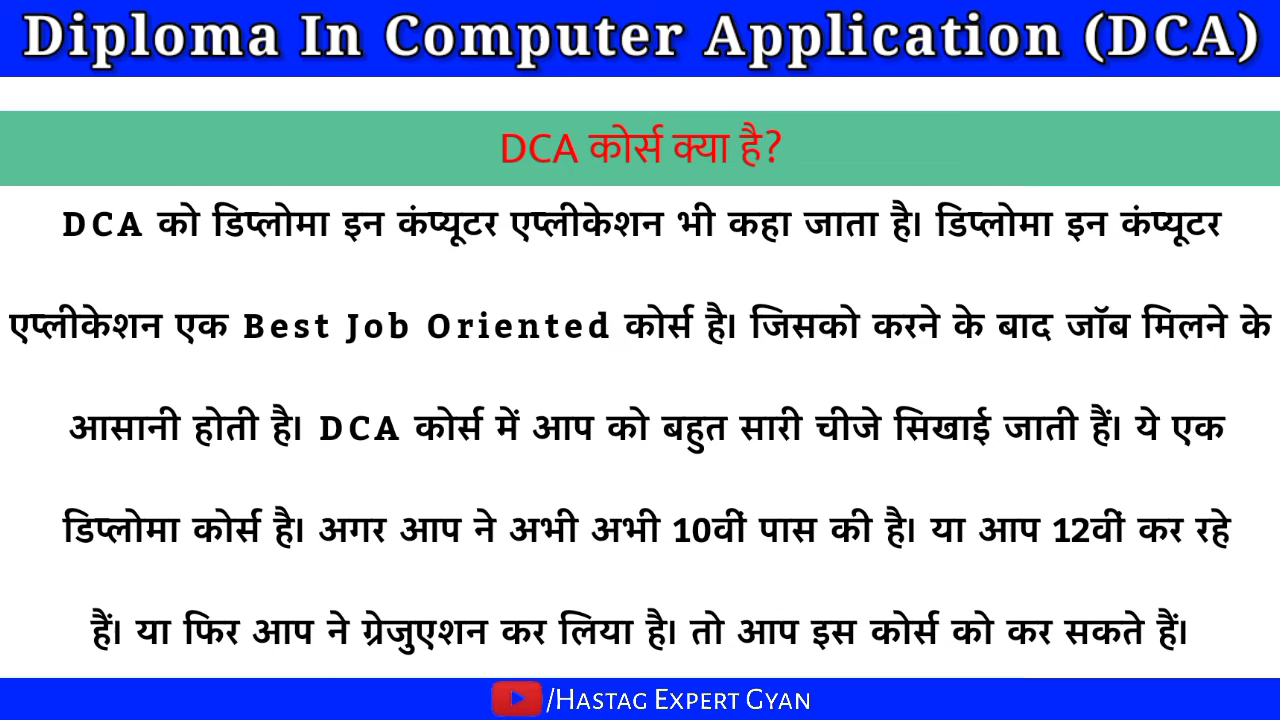 Diploma In Computer Application (DCA)
DCA कोर्स क्या है?
DCA को डिप्लोमा इन कंप्यूटर एप्लीकेशन भी कहा जाता है। डिप्लोमा इन कंप्यूटर
एप्लीकेशन एक Best Job Oriented कोर्स है। जिसको करने के बाद जॉब मिलने के
आसानी होती है। DCA कोर्स में आप को बहुत सारी चीजे सिखाई जाती हैं। ये एक
डिप्लोमा कोर्स है। अगर आप ने अभी अभी 10वीं पास की है। या आप 12वीं कर रहे
हैं। या फिर आप ने ग्रेजुएशन कर लिया है। तो आप इस कोर्स को कर सकते हैं।
/Hastag Expert Gyan